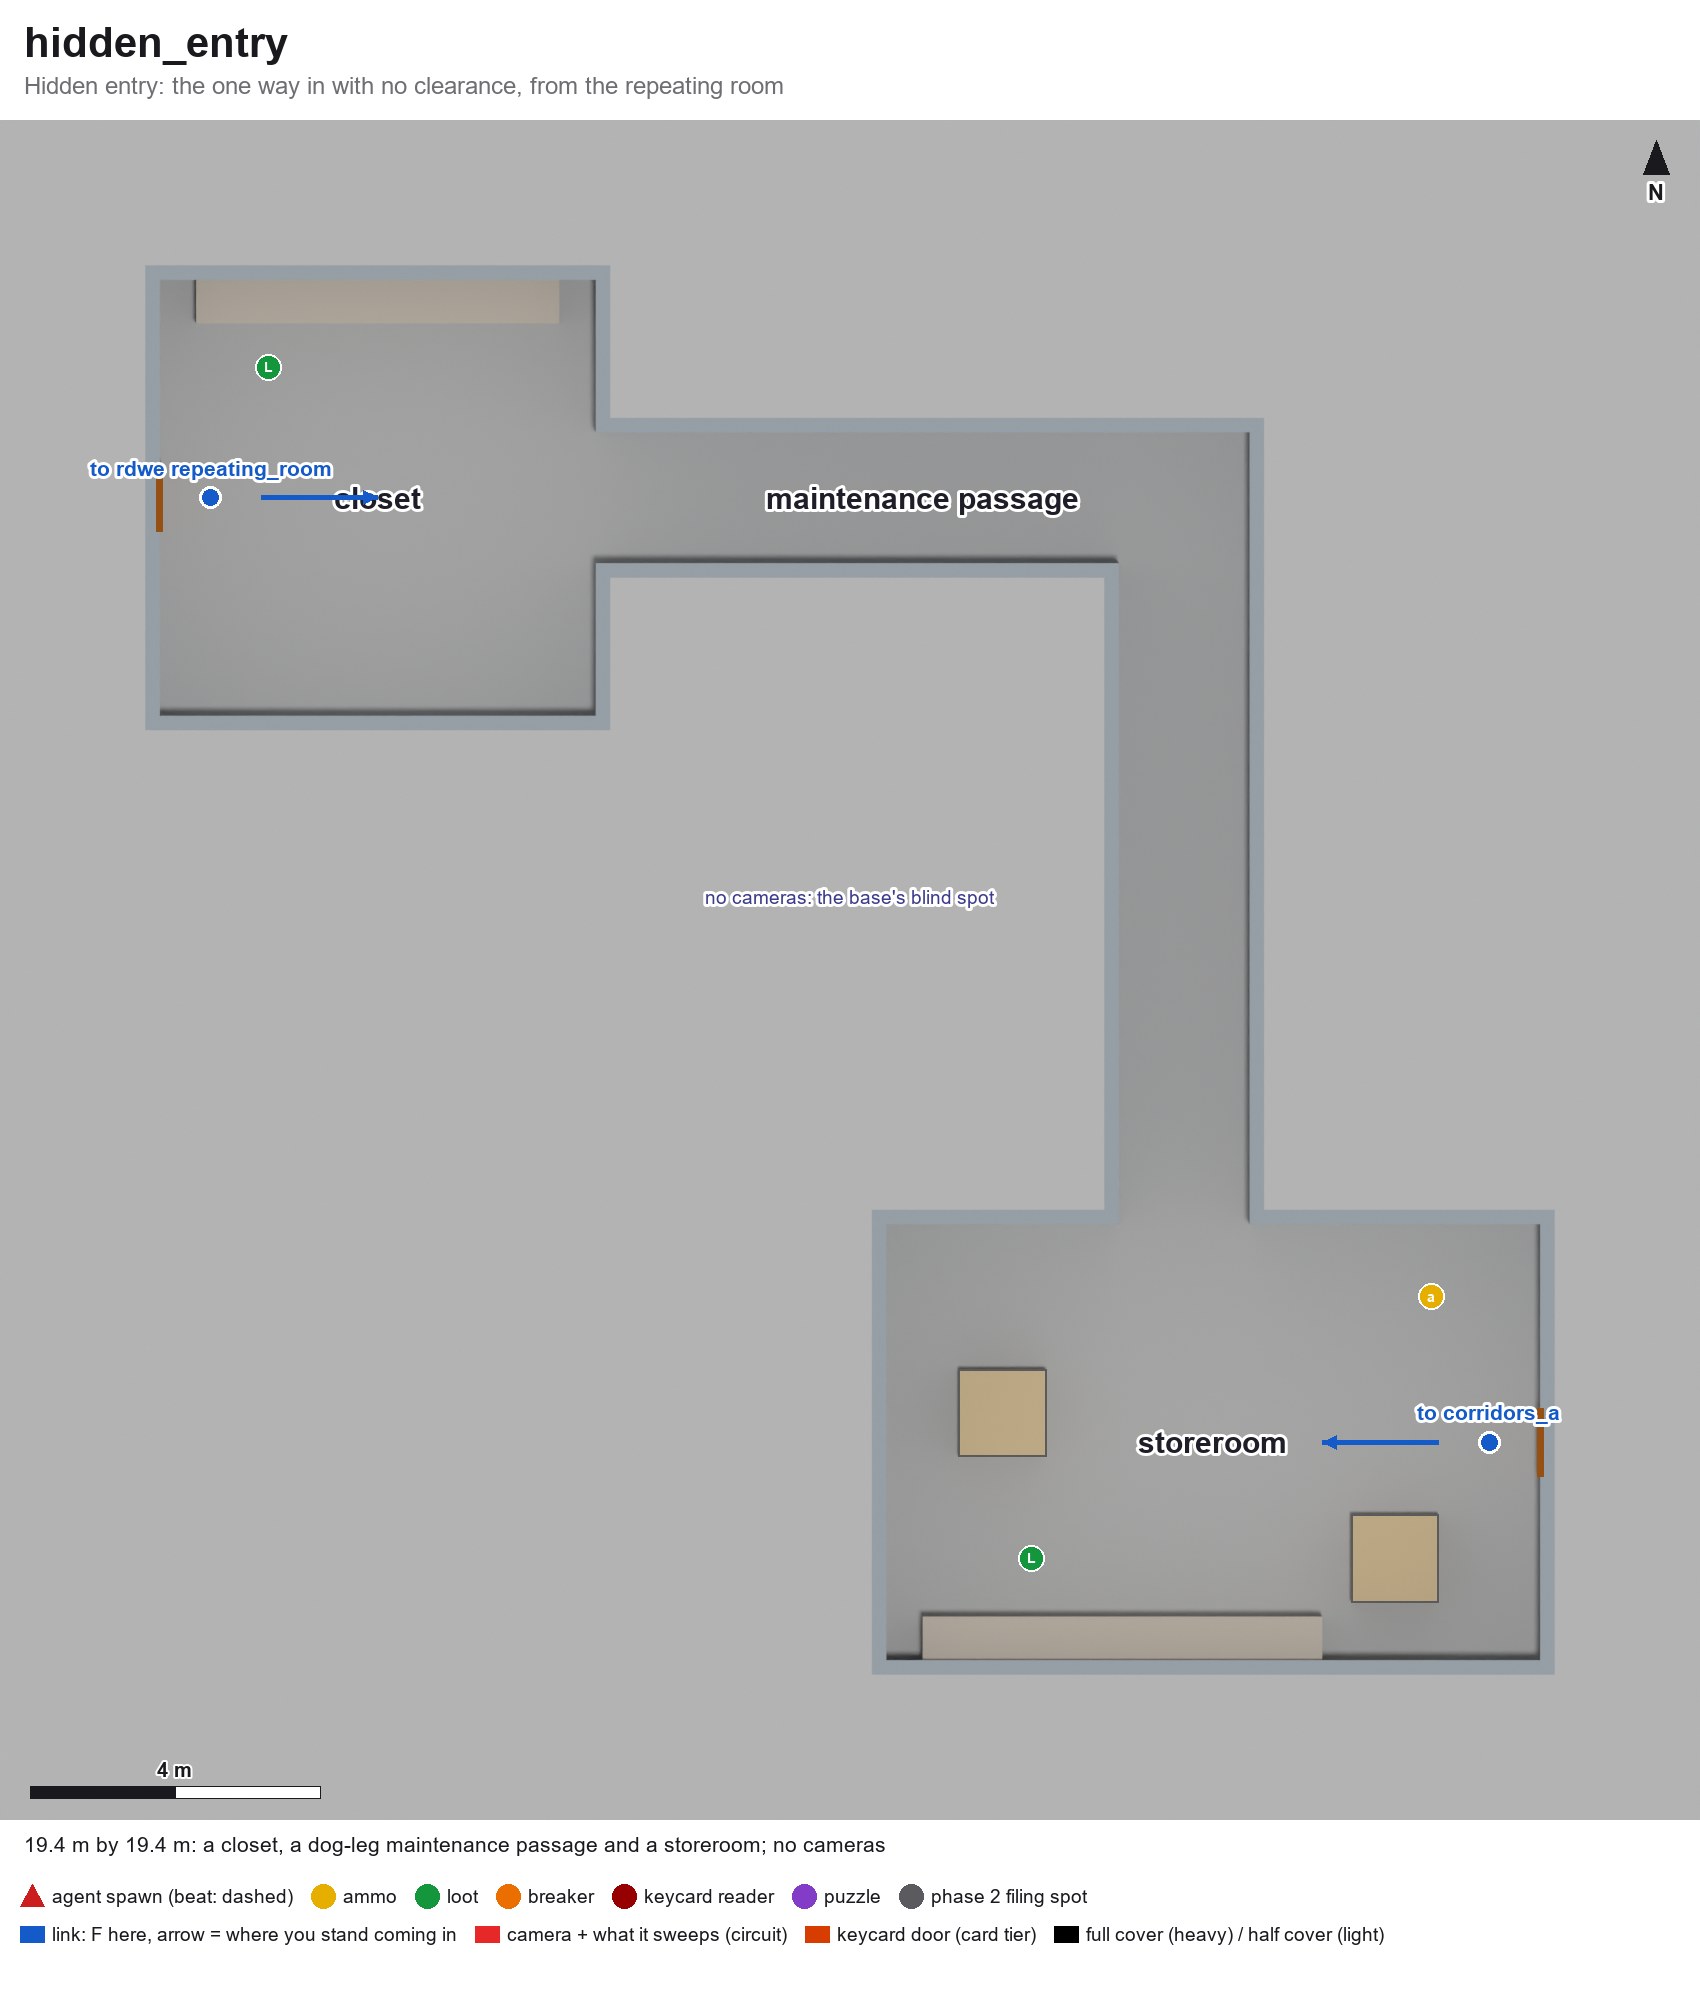 hidden_entry
Hidden entry: the one way in with no clearance, from the repeating room
N
L
to rdwe repeating_room
closet
maintenance passage
no cameras: the base's blind spot
a
to corridors_a
storeroom
L
4 m
19.4 m by 19.4 m: a closet, a dog-leg maintenance passage and a storeroom; no cameras
agent spawn (beat: dashed) ammo loot breaker keycard reader puzzle phase 2 filing spot
link: F here, arrow = where you stand coming in camera + what it sweeps (circuit) keycard door (card tier) full cover (heavy) / half cover (light)